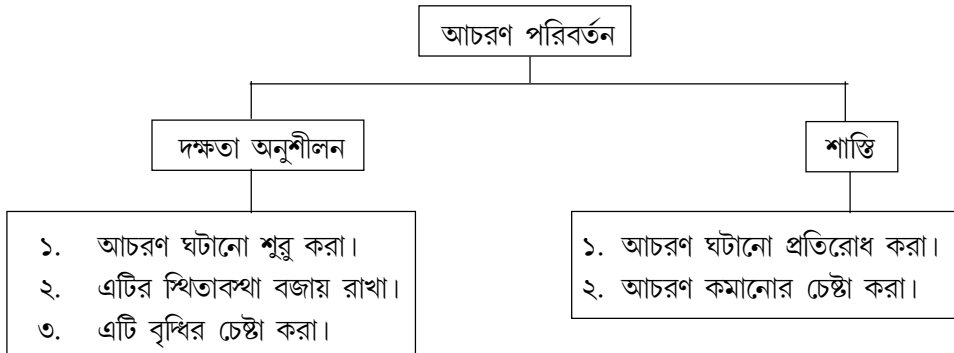 আচরণ পরিবর্তন
দক্ষতা অনুশীলন
শাস্তি
১. আচরণ ঘটানো শুরু করা।
২. এটির স্থিতাবস্থা বজায় রাখা।
৩. এটি বৃদ্ধির চেষ্টা করা।
১. আচরণ ঘটানো প্রতিরোধ করা।
২. আচরণ কমানোর চেষ্টা করা।